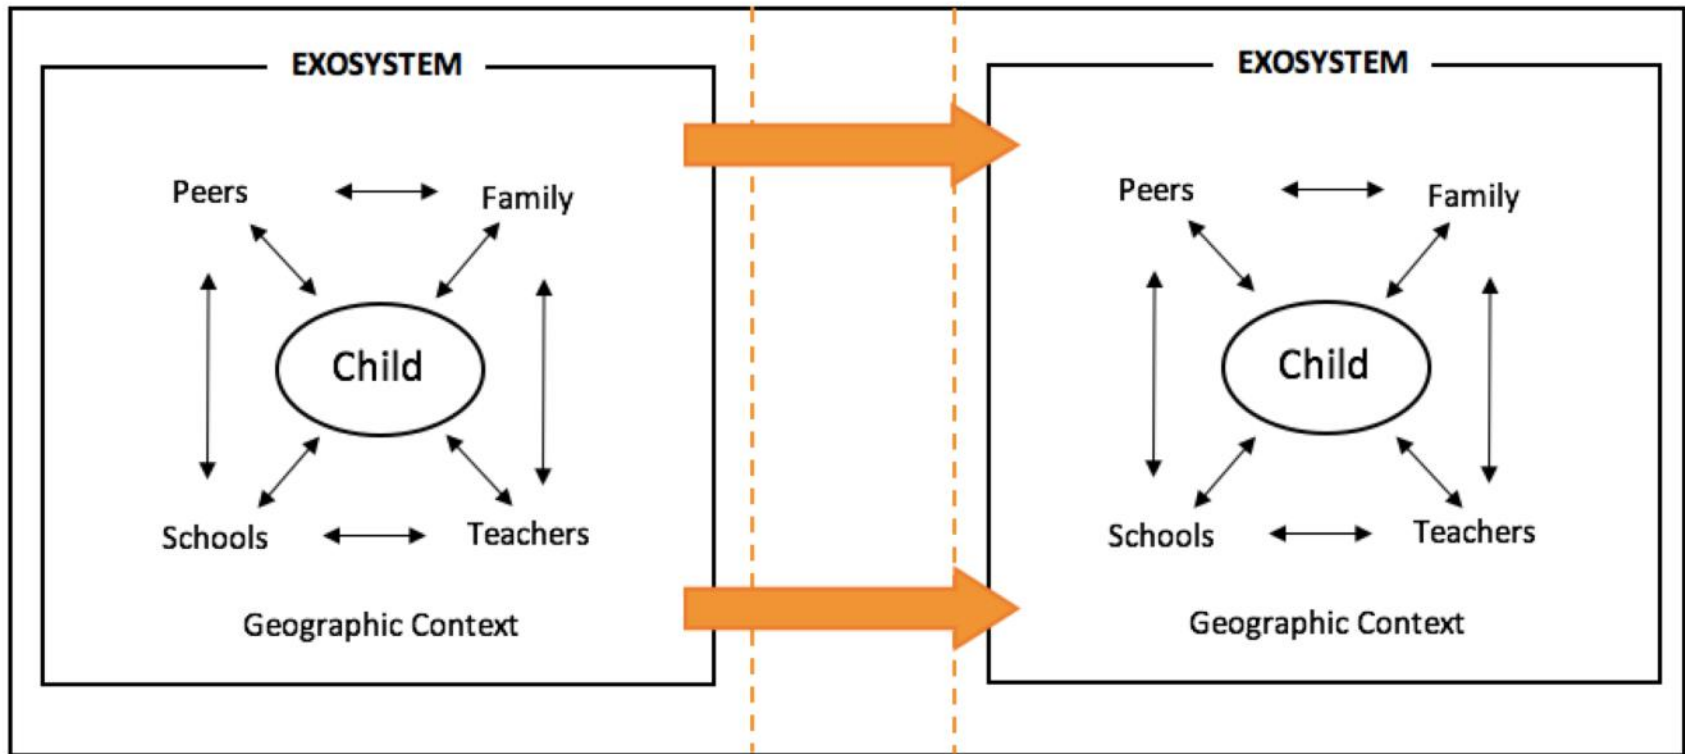 EXOSYSTEM
Peers
Family
Child
Schools
Teachers
Geographic Context
EXOSYSTEM
Peers
Family
Child
Schools
Teachers
Geographic Context